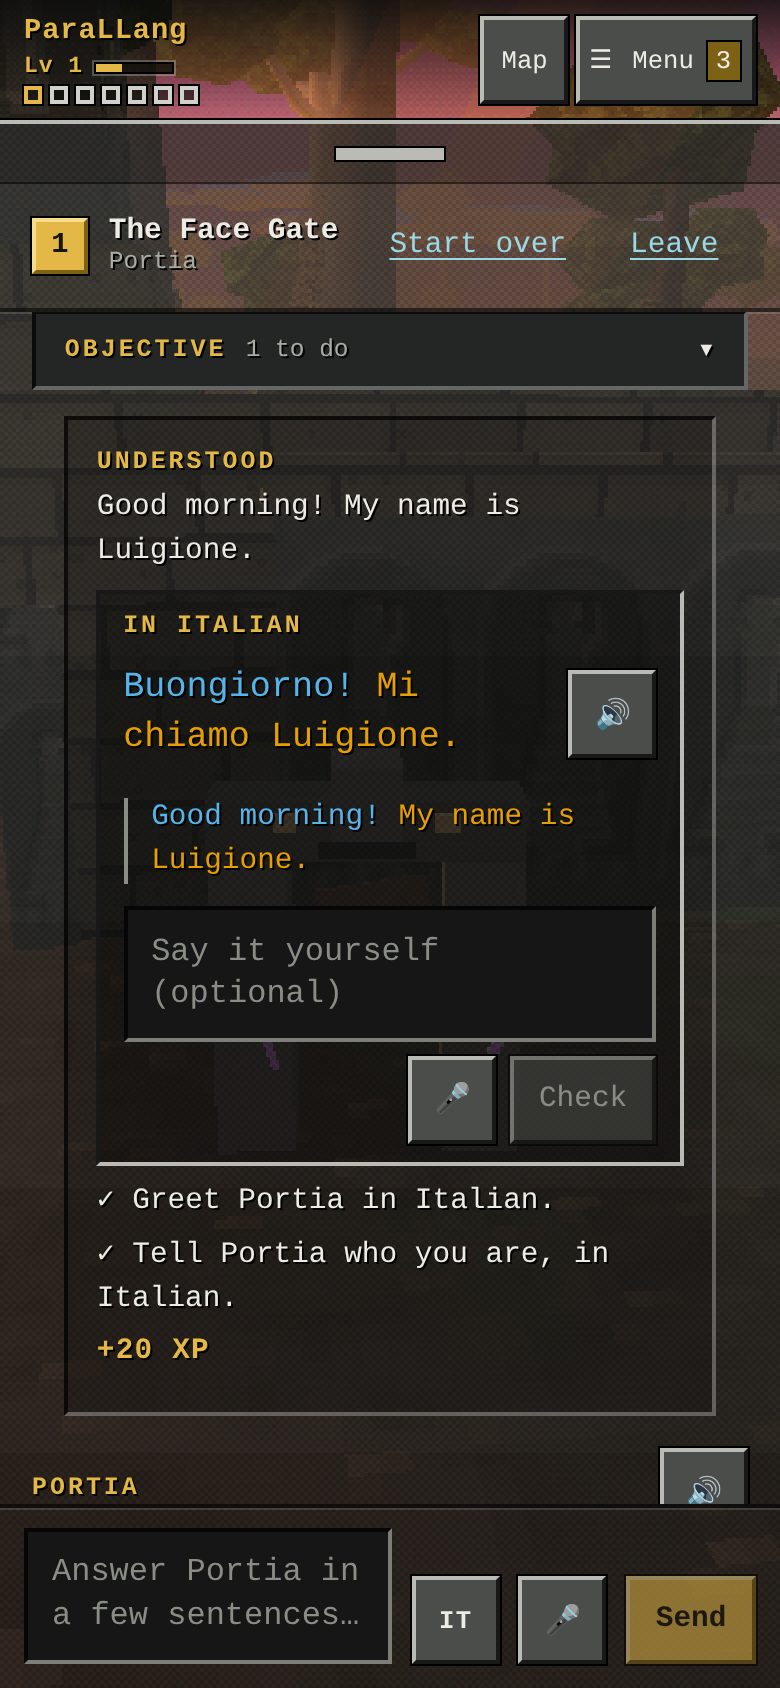 ParaLLang
Lv 1
Map
☰ Menu 3
1
The Face Gate
Portia
Start over
Leave
OBJECTIVE 1 to do ▼
UNDERSTOOD
Good morning! My name is
Luigione.
IN ITALIAN
Buongiorno! Mi
chiamo Luigione.
Good morning! My name is
Luigione.
Say it yourself
(optional)
Check
✓ Greet Portia in Italian.
✓ Tell Portia who you are, in
Italian.
+20 XP
PORTIA
Answer Portia in
a few sentences…
IT
Send